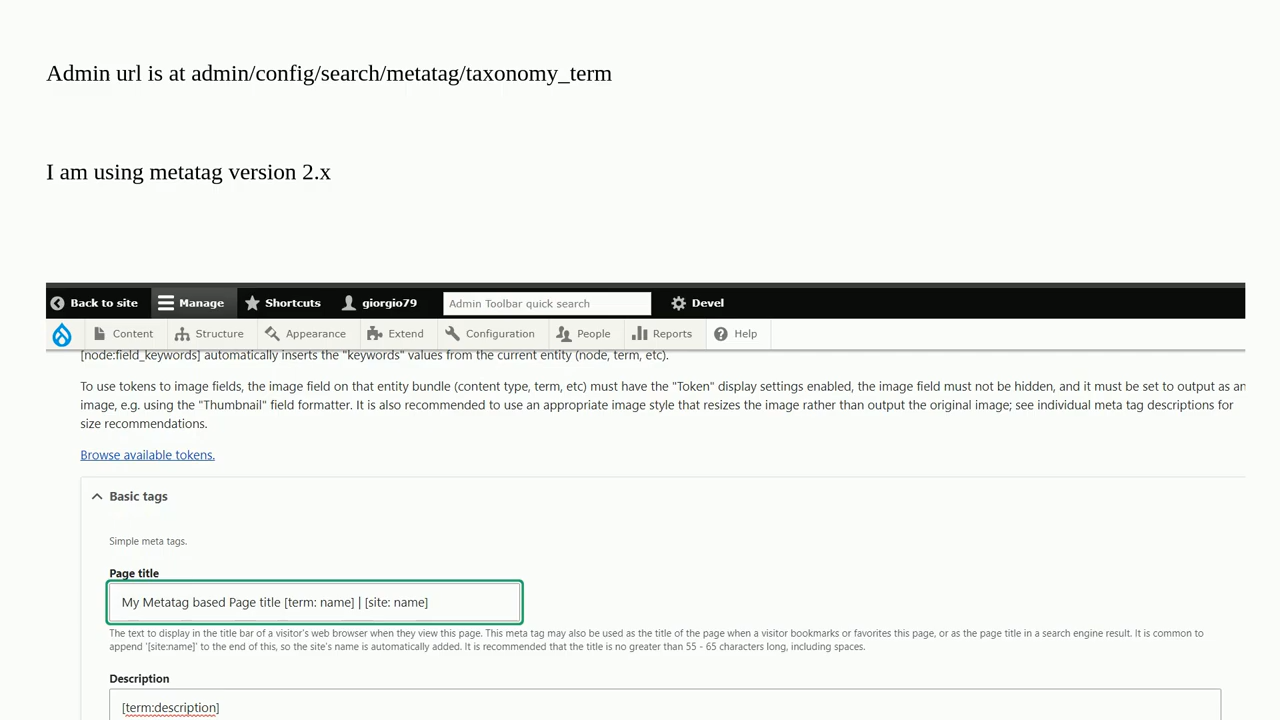 Admin url is at admin/config/search/metatag/taxonomy_term
I am using metatag version 2.x
Back to site Manage Shortcuts giorgio79 Admin Toolbar quick search Devel
Content Structure Appearance Extend Configuration People Reports Help
[node:field_keywords] automatically inserts the "keywords" values from the current entity (node, term, etc).
To use tokens to image fields, the image field on that entity bundle (content type, term, etc) must have the "Token" display settings enabled, the image field must not be hidden, and it must be set to output as an
image, e.g. using the "Thumbnail" field formatter. It is also recommended to use an appropriate image style that resizes the image rather than output the original image; see individual meta tag descriptions for
size recommendations.
Browse available tokens.
Basic tags
Simple meta tags.
Page title
My Metatag based Page title [term: name] | [site: name]
The text to display in the title bar of a visitor's web browser when they view this page. This meta tag may also be used as the title of the page when a visitor bookmarks or favorites this page, or as the page title in a search engine result. It is common to
append '[site:name]' to the end of this, so the site's name is automatically added. It is recommended that the title is no greater than 55 - 65 characters long, including spaces.
Description
[term:description]